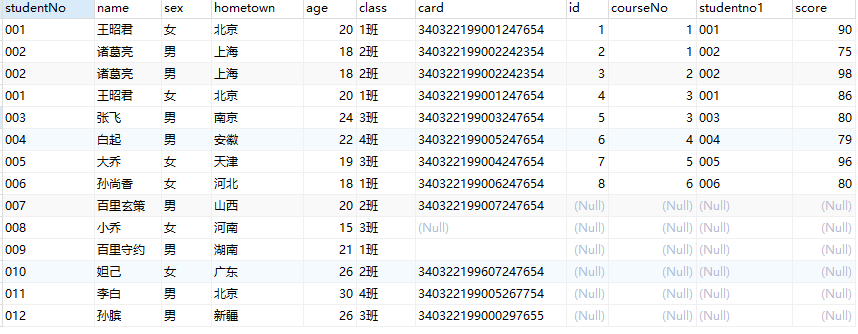 studentNo name sex hometown age class card id courseNo studentno1 score
001 王昭君 女 北京 20 1班 340322199001247654 1 1 001 90
002 诸葛亮 男 上海 18 2班 340322199002242354 2 1 002 75
002 诸葛亮 男 上海 18 2班 340322199002242354 3 2 002 98
001 王昭君 女 北京 20 1班 340322199001247654 4 3 001 86
003 张飞 男 南京 24 3班 340322199003247654 5 3 003 80
004 白起 男 安徽 22 4班 340322199005247654 6 4 004 79
005 大乔 女 天津 19 3班 340322199004247654 7 5 005 96
006 孙尚香 女 河北 18 1班 340322199006247654 8 6 006 80
007 百里玄策 男 山西 20 2班 340322199007247654 (Null) (Null) (Null) (Null)
008 小乔 女 河南 15 3班 (Null) (Null) (Null) (Null) (Null)
009 百里守约 男 湖南 21 1班 (Null) (Null) (Null) (Null)
010 妲己 女 广东 26 2班 340322199607247654 (Null) (Null) (Null) (Null)
011 李白 男 北京 30 4班 340322199005267754 (Null) (Null) (Null) (Null)
012 孙膑 男 新疆 26 3班 340322199000297655 (Null) (Null) (Null) (Null)